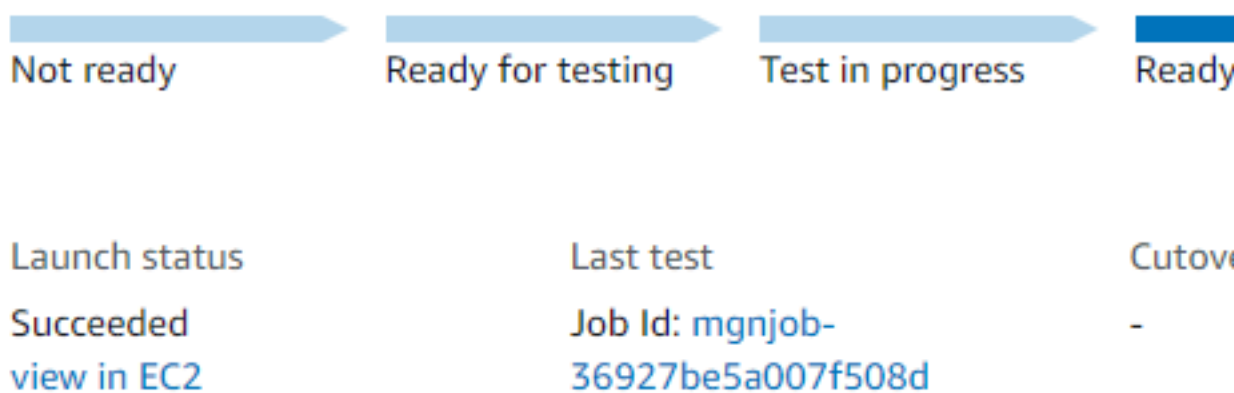 Not ready Ready for testing Test in progress Ready
Launch status Last test Cutove
Succeeded Job Id: mgnjob- -
view in EC2 36927be5a007f508d